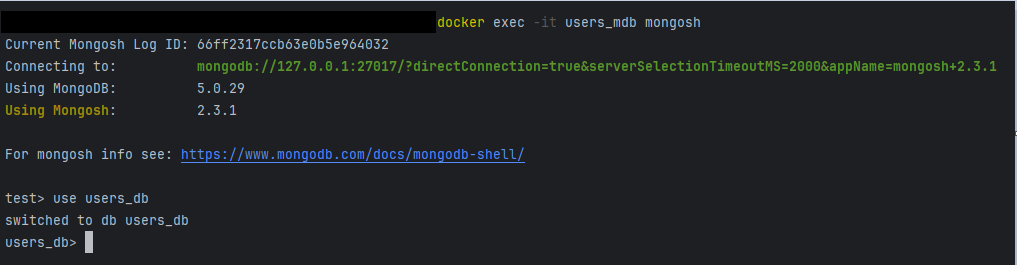 docker exec -it users_mdb mongosh
Current Mongosh Log ID: 66ff2317ccb63e0b5e964032
Connecting to: mongodb://127.0.0.1:27017/?directConnection=true&serverSelectionTimeoutMS=2000&appName=mongosh+2.3.1
Using MongoDB: 5.0.29
Using Mongosh: 2.3.1
For mongosh info see: https://www.mongodb.com/docs/mongodb-shell/
test> use users_db
switched to db users_db
users_db>